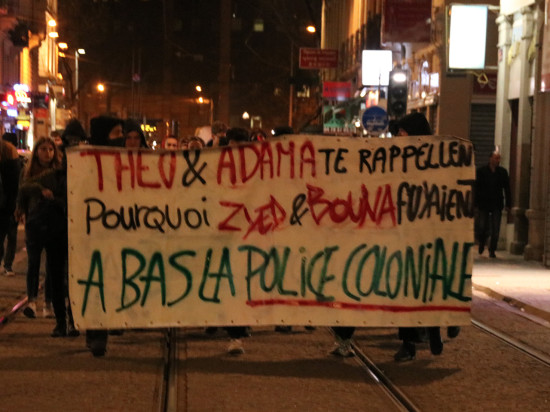 THEO & ADAMA TE RAPPELLENT
POURQUOI ZYED & BOUNA FUYAIENT
A BAS LA POLICE COLONIALE